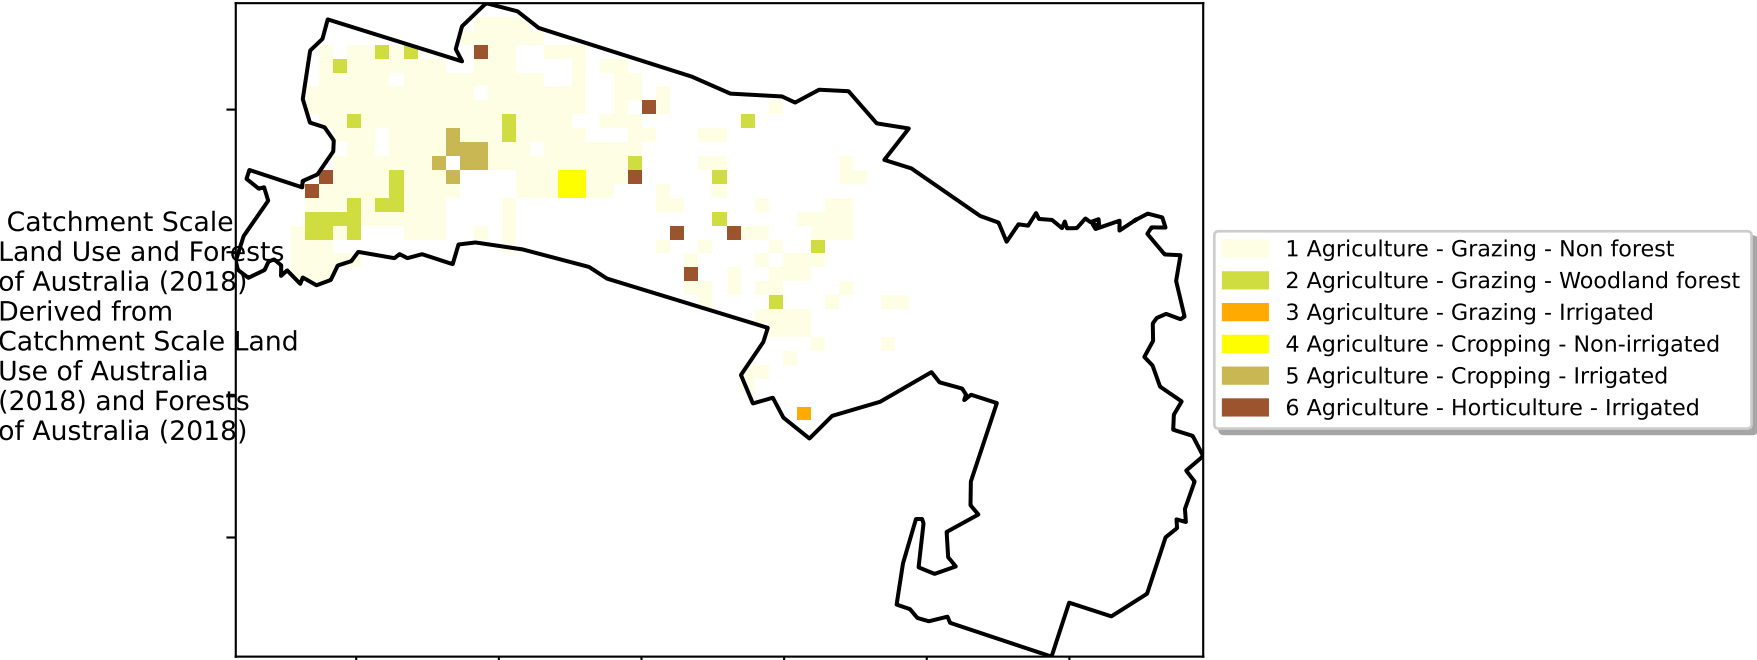 Catchment Scale
Land Use and Forests
of Australia (2018)
Derived from
Catchment Scale Land
Use of Australia
(2018) and Forests
of Australia (2018)
1 Agriculture - Grazing - Non forest
2 Agriculture - Grazing - Woodland forest
3 Agriculture - Grazing - Irrigated
4 Agriculture - Cropping - Non-irrigated
5 Agriculture - Cropping - Irrigated
6 Agriculture - Horticulture - Irrigated